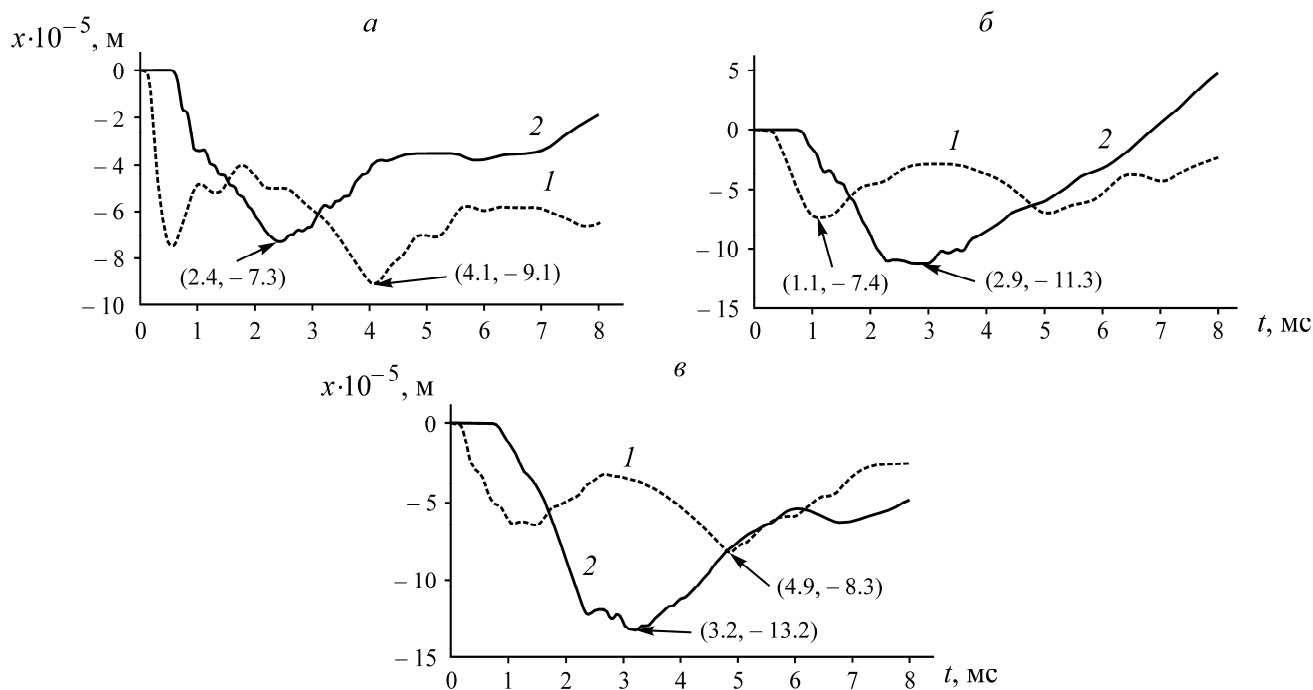 а
x·10⁻⁵, м
0
– 2
– 4
– 6
– 8
– 10
2
1
(2.4, – 7.3)
(4.1, – 9.1)
0 1 2 3 4 5 6 7 8
б
5
0
– 5
– 10
– 15
1
2
(1.1, – 7.4)
(2.9, – 11.3)
0 1 2 3 4 5 6 7 8 t, мс
в
x·10⁻⁵, м
0
– 5
– 10
– 15
1
2
(4.9, – 8.3)
(3.2, – 13.2)
0 1 2 3 4 5 6 7 8 t, мс